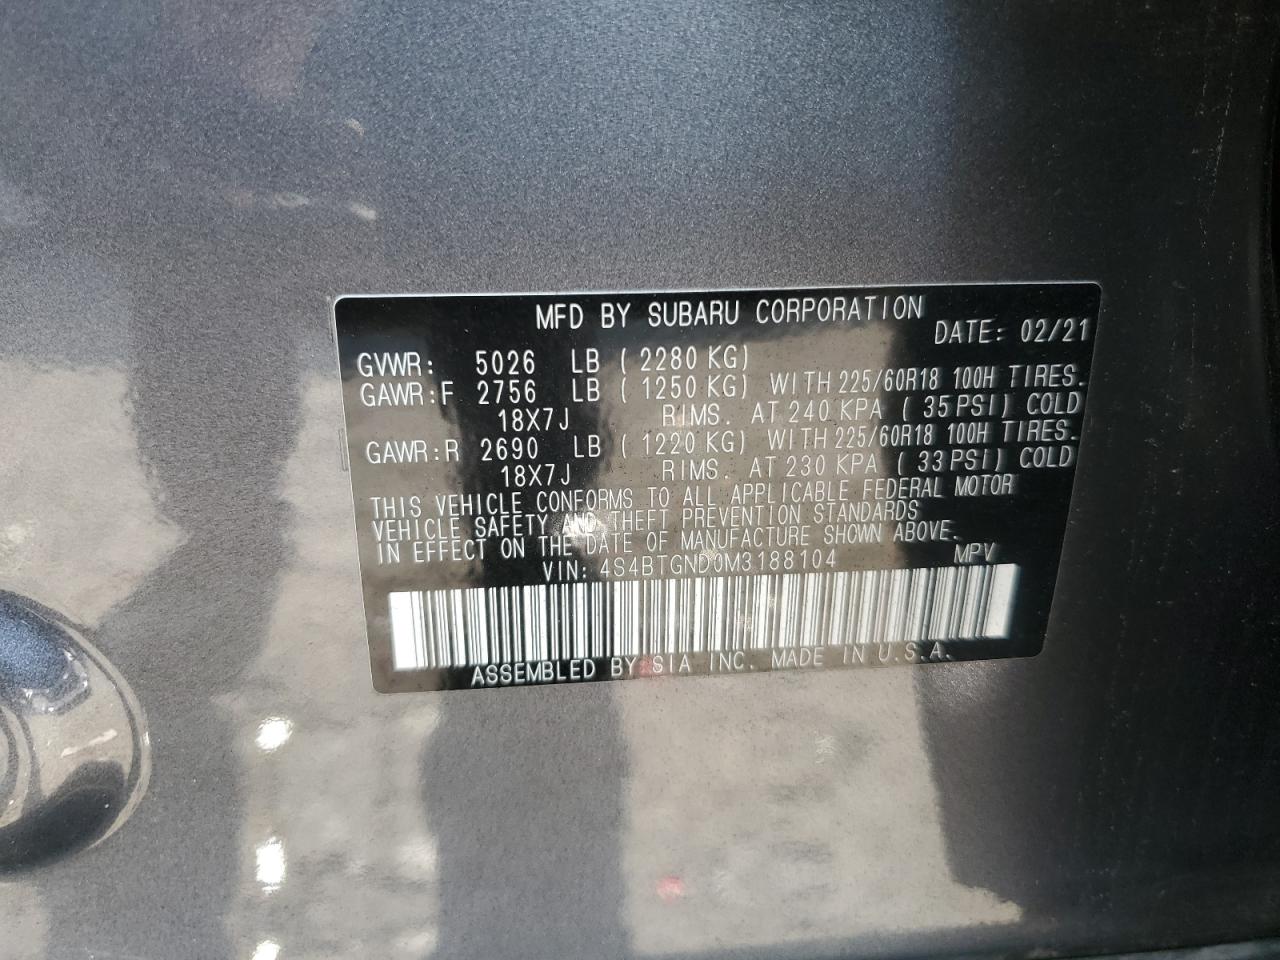 MFD BY SUBARU CORPORATION
DATE: 02/21
GVWR: 5026 LB ( 2280 KG)
GAWR:F 2756 LB ( 1250 KG) WITH 225/60R18 100H TIRES.
18X7J RIMS. AT 240 KPA ( 35 PSI) COLD
GAWR:R 2690 LB ( 1220 KG) WITH 225/60R18 100H TIRES.
18X7J RIMS. AT 230 KPA ( 33 PSI) COLD
THIS VEHICLE CONFORMS TO ALL APPLICABLE FEDERAL MOTOR
VEHICLE SAFETY AND THEFT PREVENTION STANDARDS
IN EFFECT ON THE DATE OF MANUFACTURE SHOWN ABOVE.
VIN: 4S4BTGND0M3188104 MPV
ASSEMBLED BY SIA INC. MADE IN U.S.A.